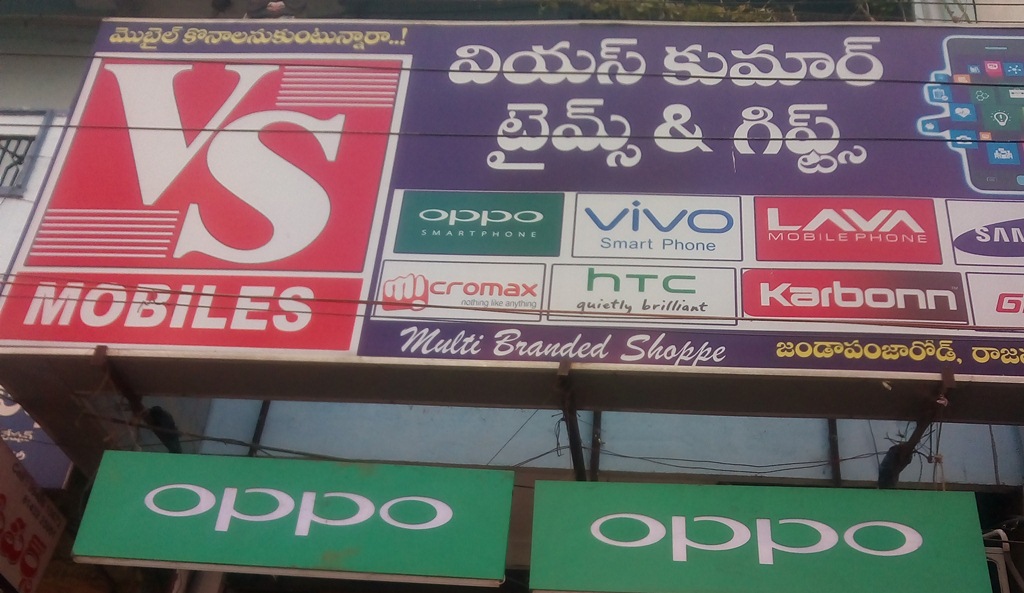 మొబైల్ కొనాలనుకుంటున్నారా..!
VS
MOBILES
వియస్ కుమార్
టైమ్స్ & గిఫ్ట్స్
oppo
SMARTPHONE
vivo
Smart Phone
LAVA
MOBILE PHONE
micromax
nothing like anything
hTC
quietly brilliant
Karbonn
Multi Branded Shoppe
జండాపంజారోడ్,
oppo
oppo